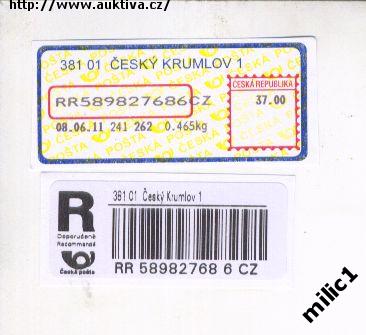 http://www.auktiva.cz/
381 01 ČESKÝ KRUMLOV 1
RR589827686CZ
ČESKÁ REPUBLIKA
37.00
08.06.11 241 262 0.465kg
R
Doporučeně
Recommandé
Česká pošta
381 01 Český Krumlov 1
RR 58982768 6 CZ
milic1